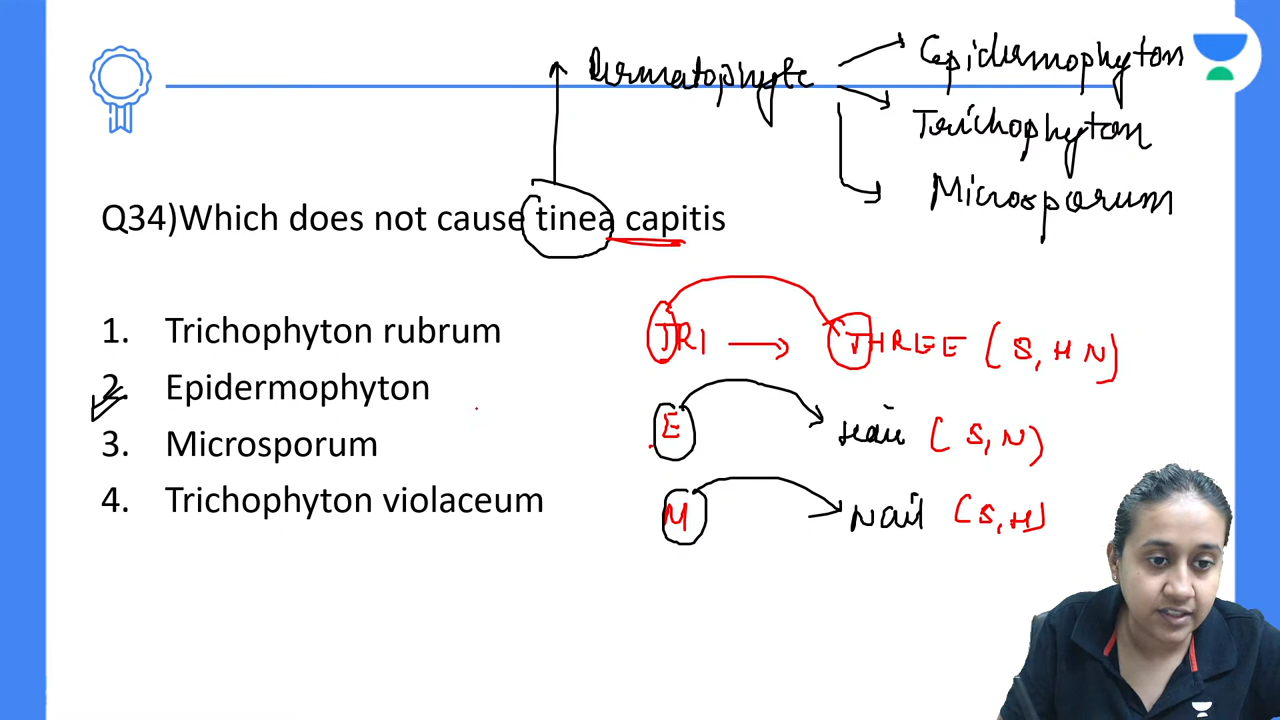 Dermatophyte
Epidermophyton
Trichophyton
Microsporum
Q34)Which does not cause tinea capitis
1. Trichophyton rubrum
2. Epidermophyton
3. Microsporum
4. Trichophyton violaceum
TRI → THREE (S, H N)
E Hair (S, N)
M Nail (S, H)